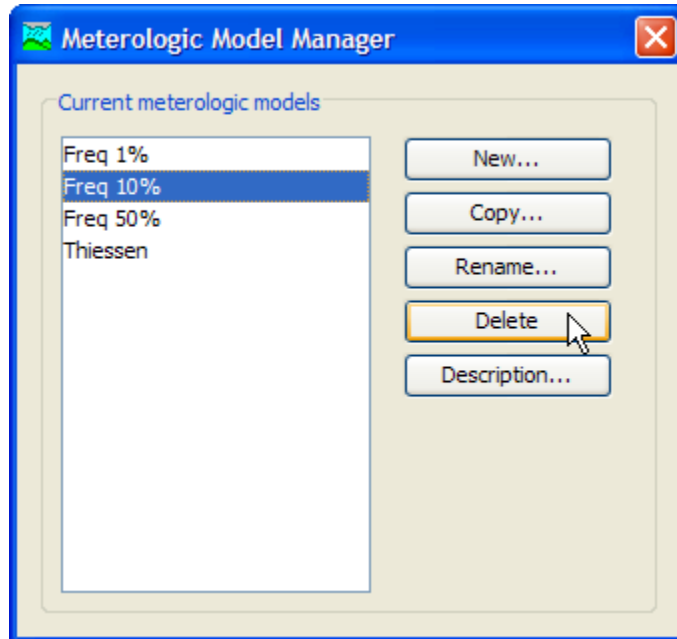 Meterologic Model Manager
Current meterologic models
Freq 1%
Freq 10%
Freq 50%
Thiessen
New...
Copy...
Rename...
Delete
Description...